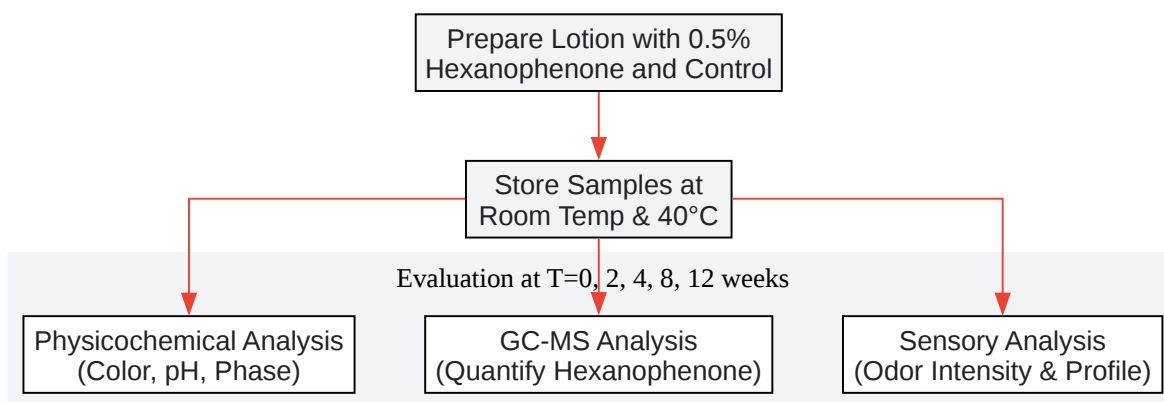 Prepare Lotion with 0.5%
Hexanophenone and Control
Store Samples at
Room Temp & 40°C
Evaluation at T=0, 2, 4, 8, 12 weeks
Physicochemical Analysis
(Color, pH, Phase)
GC-MS Analysis
(Quantify Hexanophenone)
Sensory Analysis
(Odor Intensity & Profile)